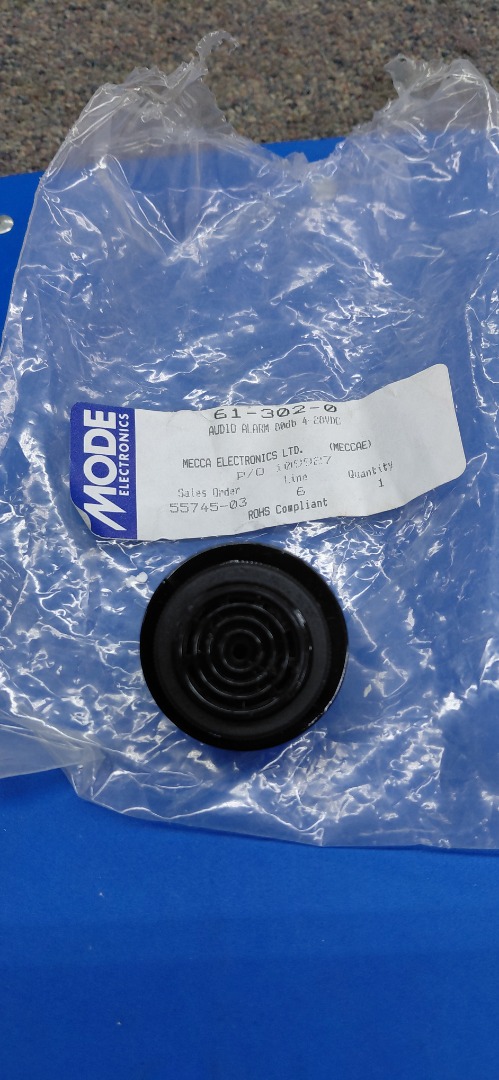 MODE
ELECTRONICS
61-302-0
AUDIO ALARM 80db 4-28VDC
MECCA ELECTRONICS LTD. (MECCAE)
P/O
Sales Order Line Quantity
55745-03 6 1
ROHS Compliant